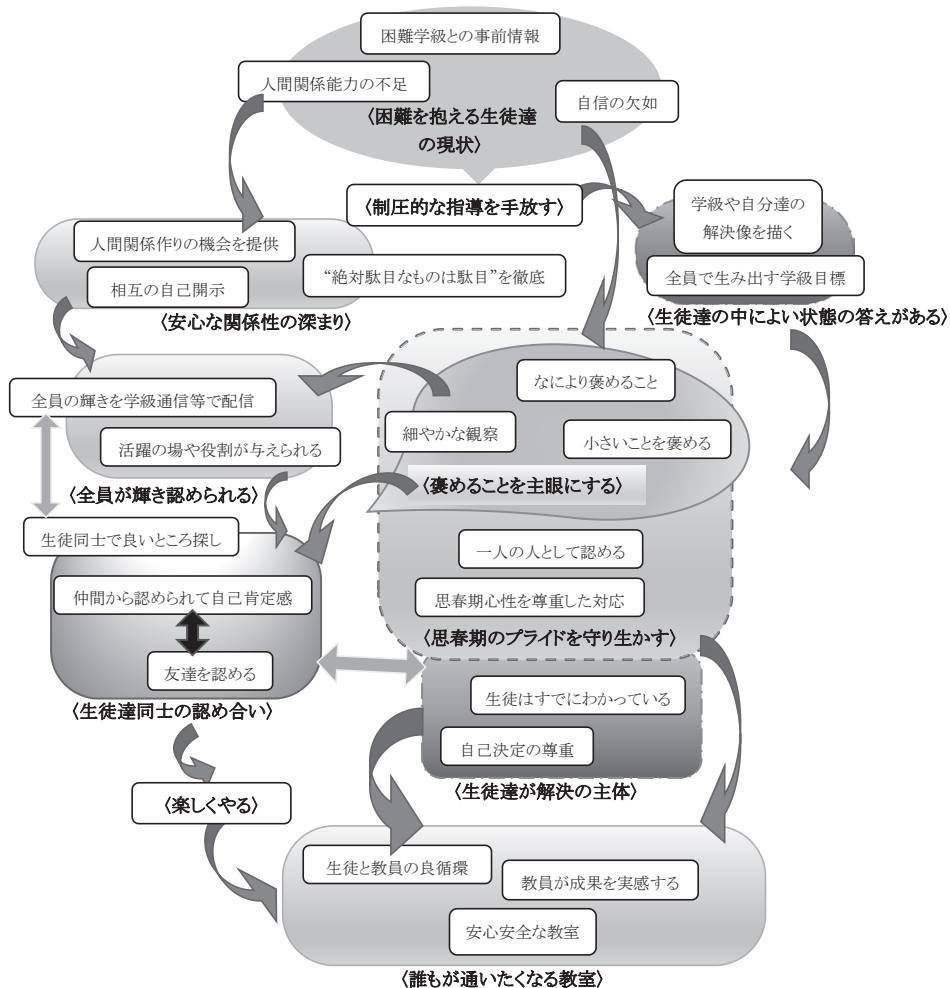 困難学級との事前情報
人間関係能力の不足
自信の欠如
〈困難を抱える生徒達
の現状〉
〈制圧的な指導を手放す〉
学級や自分達の
解決像を描く
全員で生み出す学級目標
〈生徒達の中によい状態の答えがある〉
人間関係作りの機会を提供
相互の自己開示
“絶対駄目なものは駄目”を徹底
〈安心な関係性の深まり〉
なにより褒めること
細やかな観察
小さいことを褒める
〈褒めることを主眼にする〉
全員の輝きを学級通信等で配信
活躍の場や役割が与えられる
〈全員が輝き認められる〉
一人の人として認める
思春期心性を尊重した対応
〈思春期のプライドを守り生かす〉
生徒同士で良いところ探し
仲間から認められて自己肯定感
友達を認める
〈生徒達同士の認め合い〉
生徒はすでにわかっている
自己決定の尊重
〈生徒達が解決の主体〉
〈楽しくやる〉
生徒と教員の良循環
教員が成果を実感する
安心安全な教室
〈誰もが通いたくなる教室〉